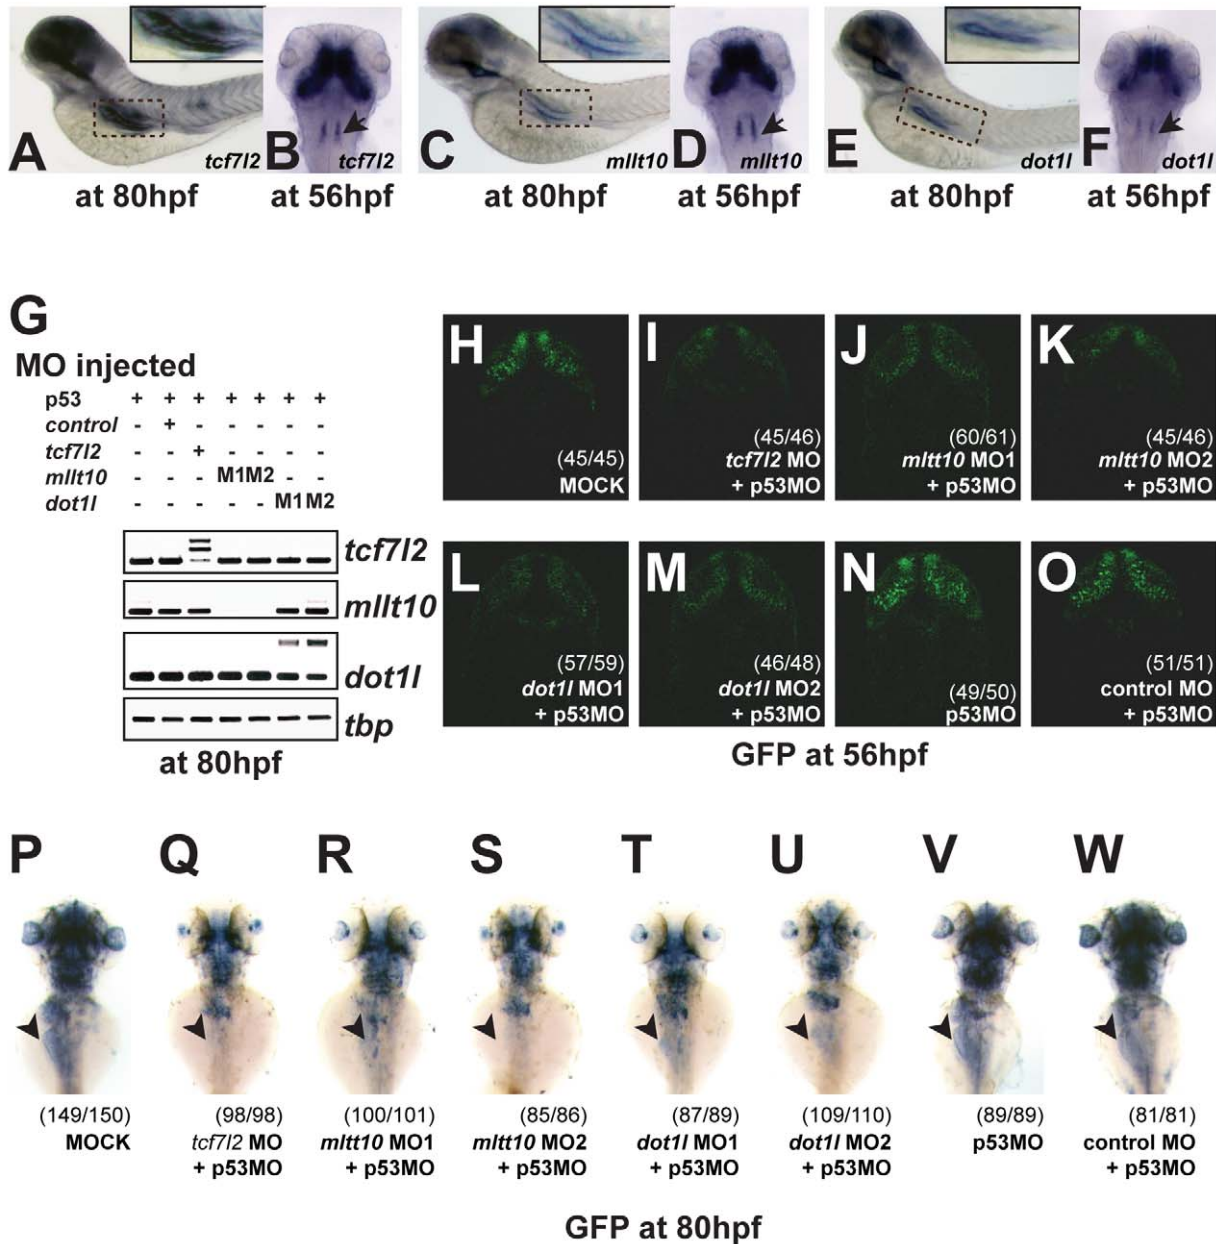 A tcf7l2 B tcf7l2 C mllt10 D mllt10 E dot1l F dot1l
at 80hpf at 56hpf at 80hpf at 56hpf at 80hpf at 56hpf
G
MO injected
p53 + + + + + + +
control - + - - - - -
tcf7l2 - - + - - - -
mllt10 - - - M1 M2 - -
dot1l - - - - - M1 M2
tcf7l2
mllt10
dot1l
tbp
at 80hpf
H
(45/45)
MOCK
I
(45/46)
tcf7l2 MO
+ p53MO
J
(60/61)
mltt10 MO1
+ p53MO
K
(45/46)
mltt10 MO2
+ p53MO
L
(57/59)
dot1l MO1
+ p53MO
M
(46/48)
dot1l MO2
+ p53MO
N
(49/50)
p53MO
O
(51/51)
control MO
+ p53MO
GFP at 56hpf
P Q R S T U V W
(149/150) (98/98) (100/101) (85/86) (87/89) (109/110) (89/89) (81/81)
MOCK tcf7l2 MO mltt10 MO1 mltt10 MO2 dot1l MO1 dot1l MO2 p53MO control MO
+ p53MO + p53MO + p53MO + p53MO + p53MO + p53MO
GFP at 80hpf